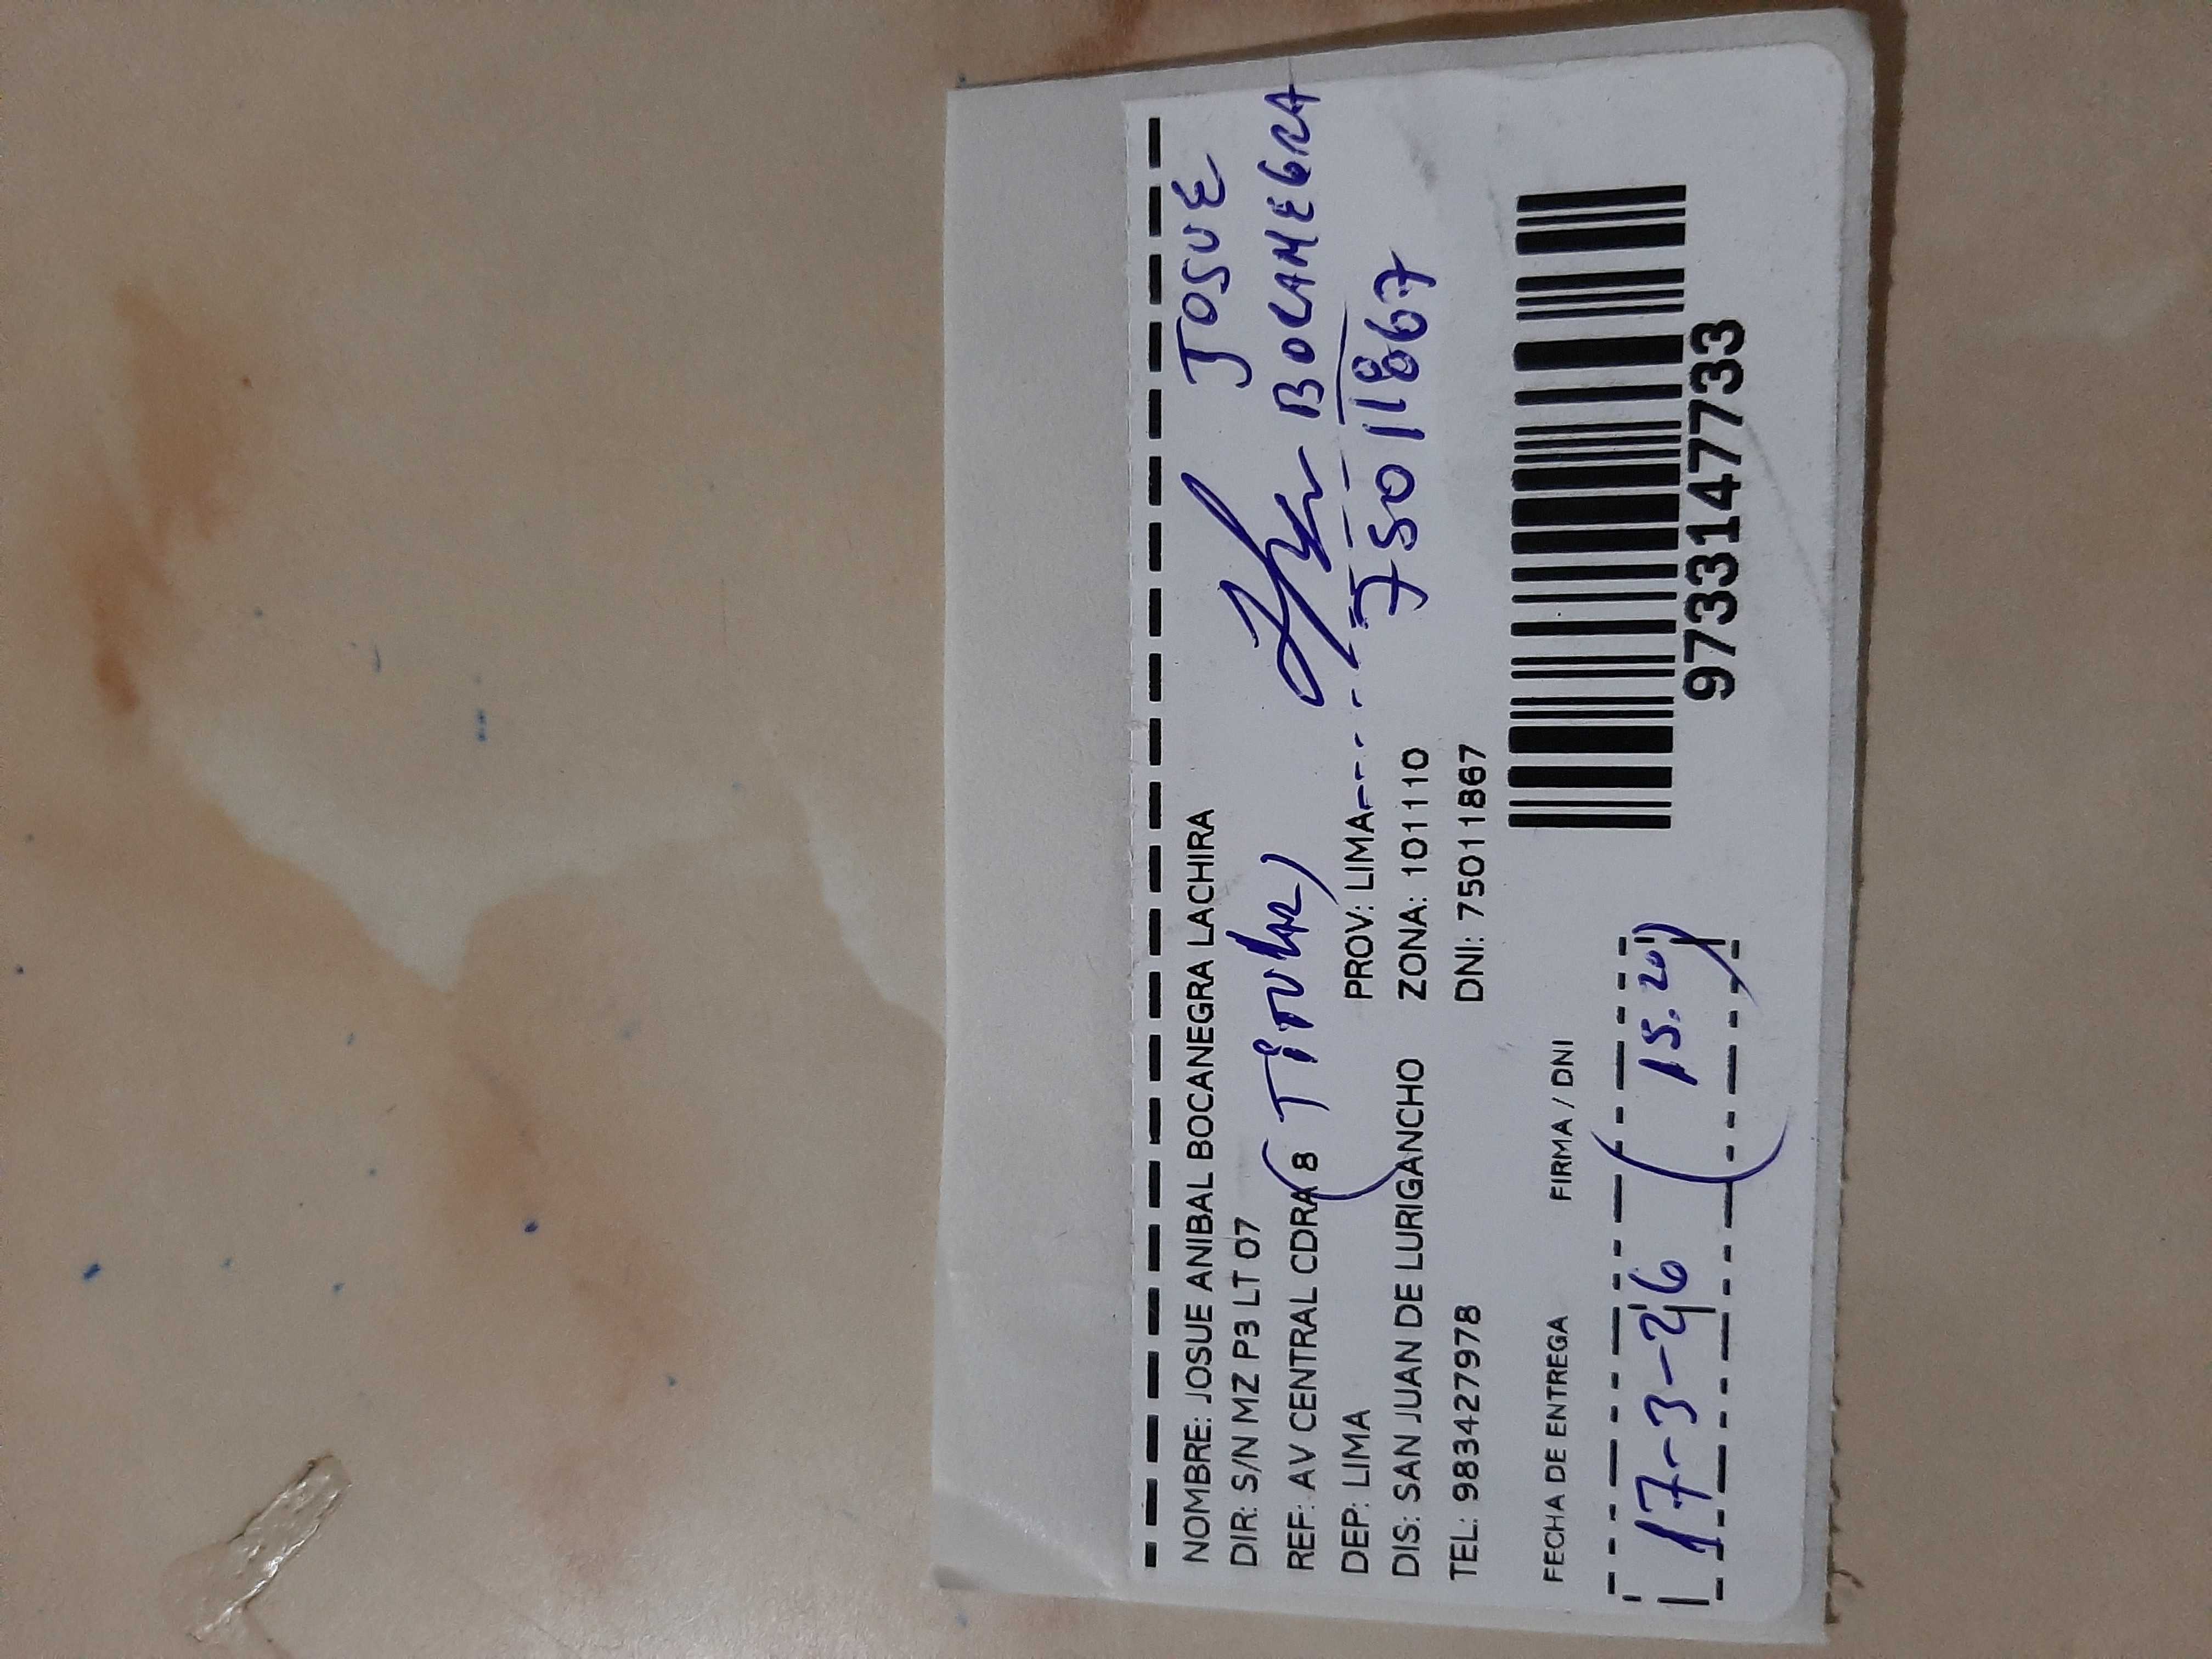 NOMBRE: JOSUE ANIBAL BOCANEGRA LACHIRA
JOSUE
DIR: S/N MZ P3 LT 07
REF: AV CENTRAL CDRA 8
(TITULAR)
BOCANEGRA
DEP: LIMA PROV: LIMA
75011867
DIS: SAN JUAN DE LURIGANCHO ZONA: 101110
TEL: 983427978 DNI: 75011867
FECHA DE ENTREGA FIRMA / DNI
17-3-26 (15.20')
97331477733